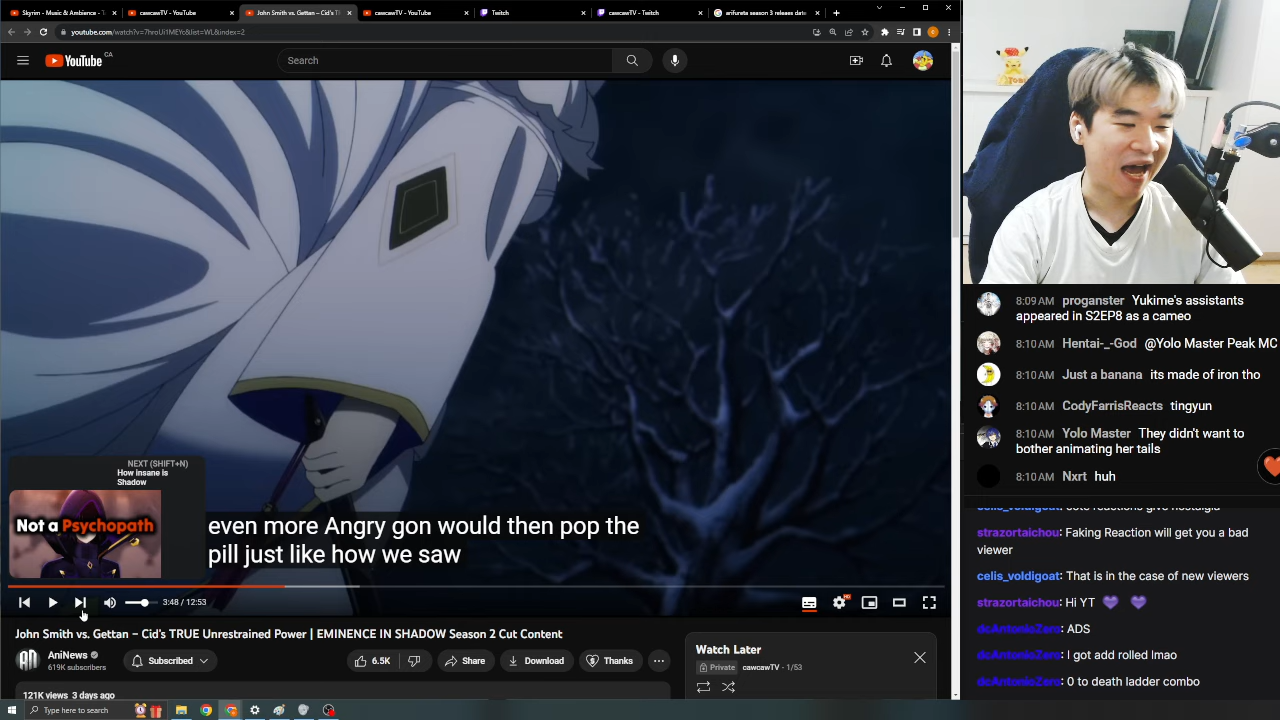 Skyrim - Music & Ambience - T
cawcawTV - YouTube
John Smith vs. Gettan – Cid's T
cawcawTV - YouTube
Twitch
cawcawTV - Twitch
arifureta season 3 releaes date
youtube.com/watch?v=7hroUi1MEYc&list=WL&index=2
YouTube CA
Search
NEXT (SHIFT+N)
How insane is
Shadow
Not a Psychopath
even more Angry gon would then pop the
pill just like how we saw
3:48 / 12:53
HD
John Smith vs. Gettan – Cid's TRUE Unrestrained Power | EMINENCE IN SHADOW Season 2 Cut Content
AniNews
619K subscribers
Subscribed
6.5K
Share
Download
Thanks
121K views 3 days ago
Watch Later
Private cawcawTV - 1/53
Type here to search
8:09 AM proganster Yukime's assistants
appeared in S2EP8 as a cameo
8:10 AM Hentai-_-God @Yolo Master Peak MC
8:10 AM Just a banana its made of iron tho
8:10 AM CodyFarrisReacts tingyun
8:10 AM Yolo Master They didn't want to
bother animating her tails
8:10 AM Nxrt huh
strazortaichou: Faking Reaction will get you a bad
viewer
celis_voldigoat: That is in the case of new viewers
strazortaichou: Hi YT 💜 💜
dcAntonioZero: ADS
dcAntonioZero: I got add rolled lmao
dcAntonioZero: 0 to death ladder combo